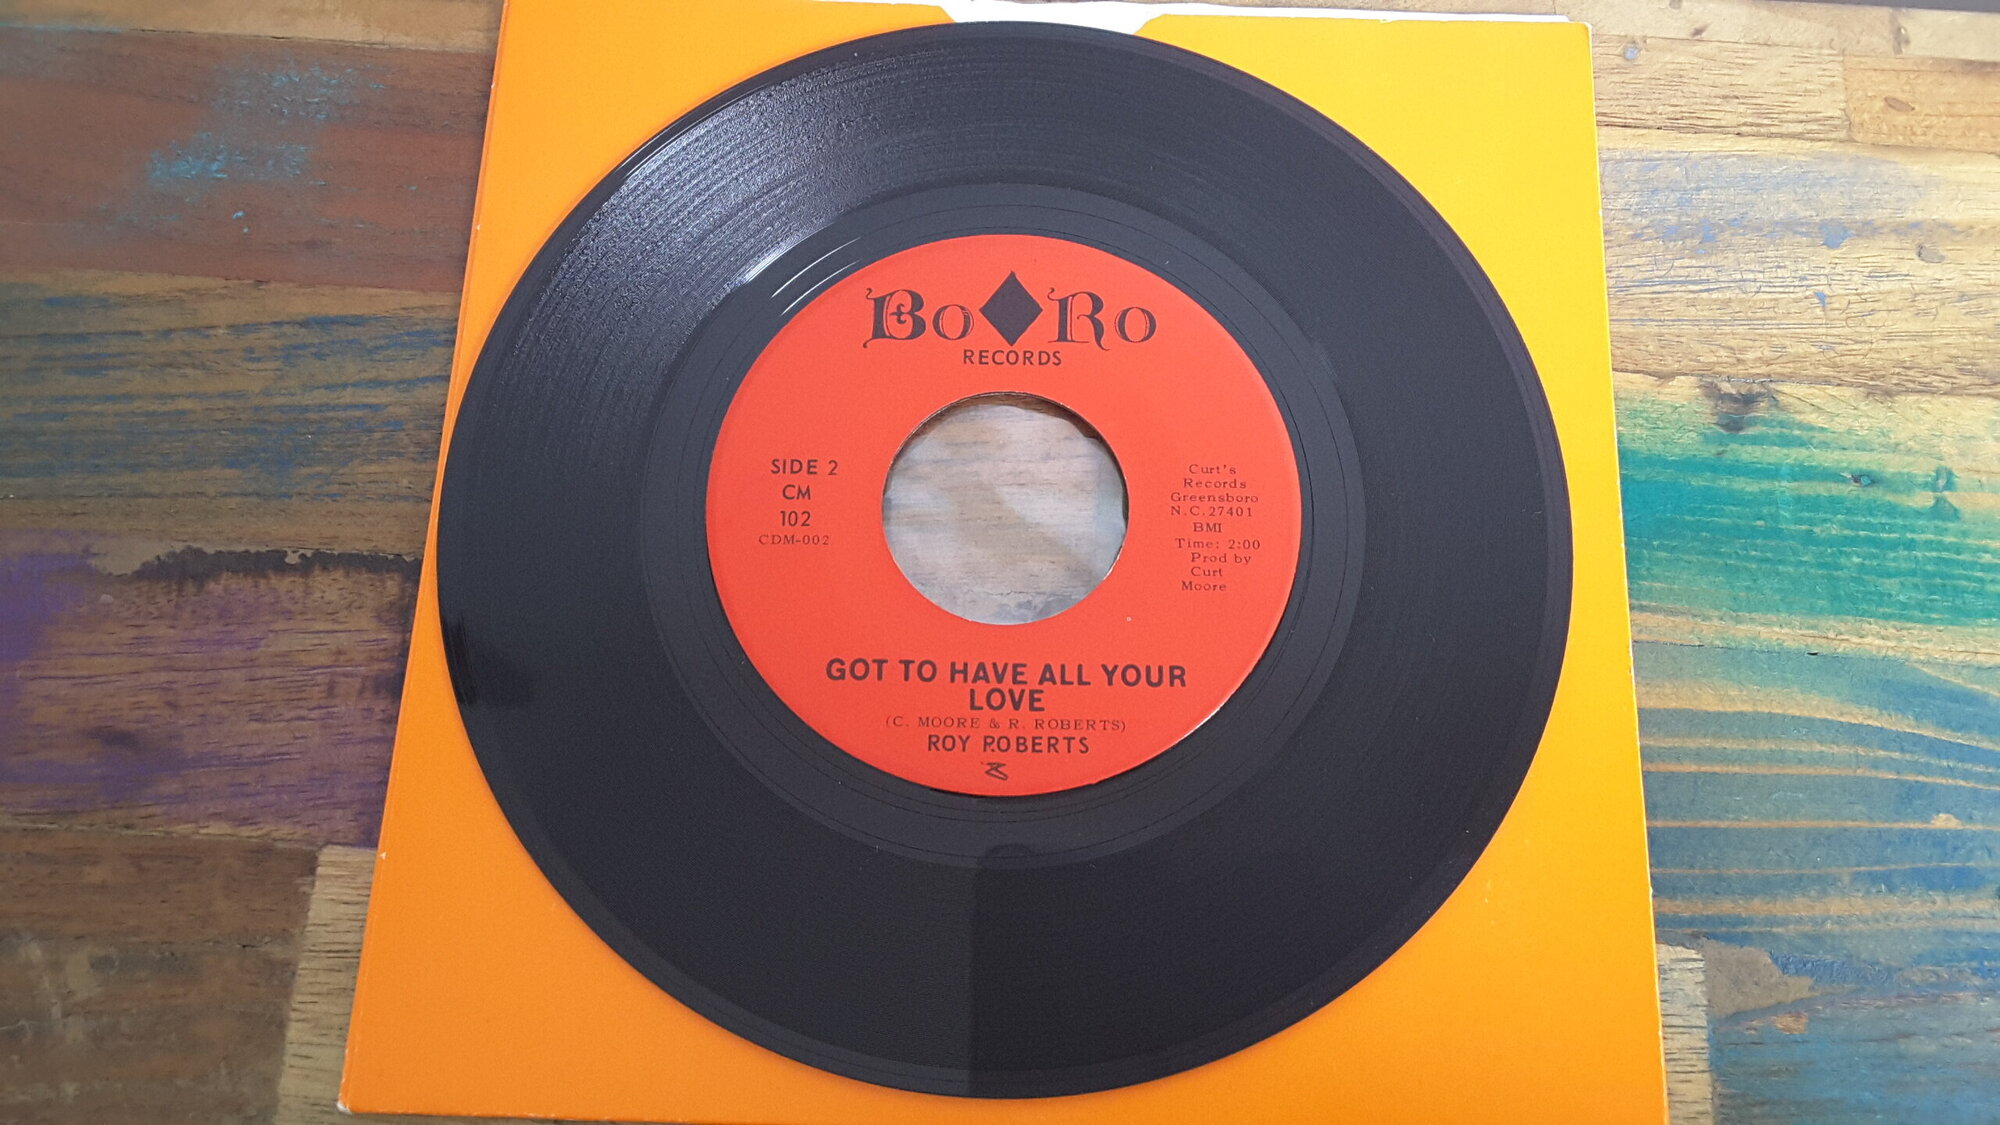 Bo♦Ro
RECORDS
SIDE 2
CM
102
CDM-002
Curt's
Records
Greensboro
N.C.27401
BMI
Time: 2:00
Prod by
Curt
Moore
GOT TO HAVE ALL YOUR
LOVE
(C. MOORE & R. ROBERTS)
ROY ROBERTS